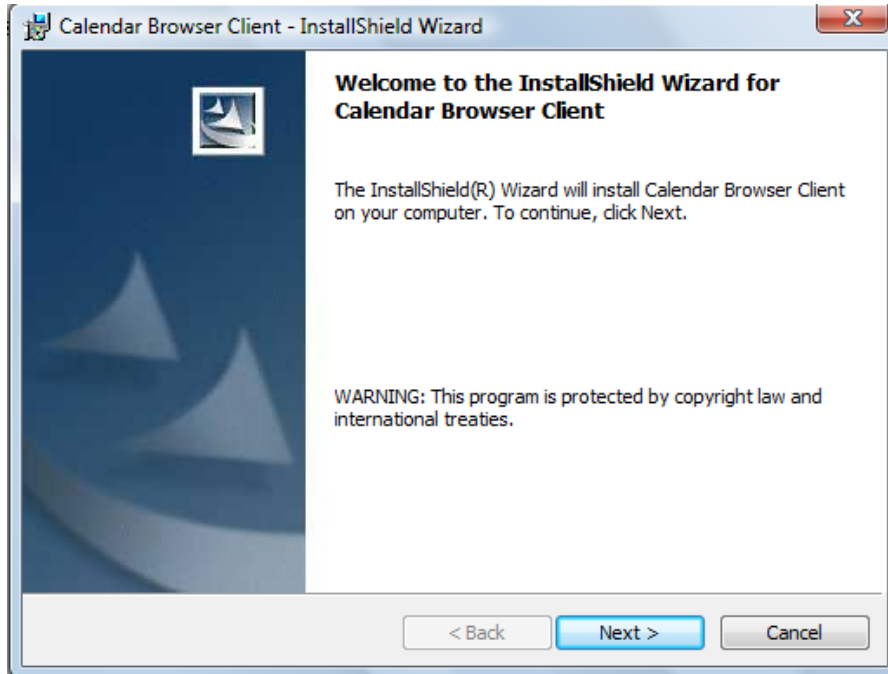 Calendar Browser Client - InstallShield Wizard
Welcome to the InstallShield Wizard for
Calendar Browser Client
The InstallShield(R) Wizard will install Calendar Browser Client
on your computer. To continue, click Next.
WARNING: This program is protected by copyright law and
international treaties.
< Back
Next >
Cancel